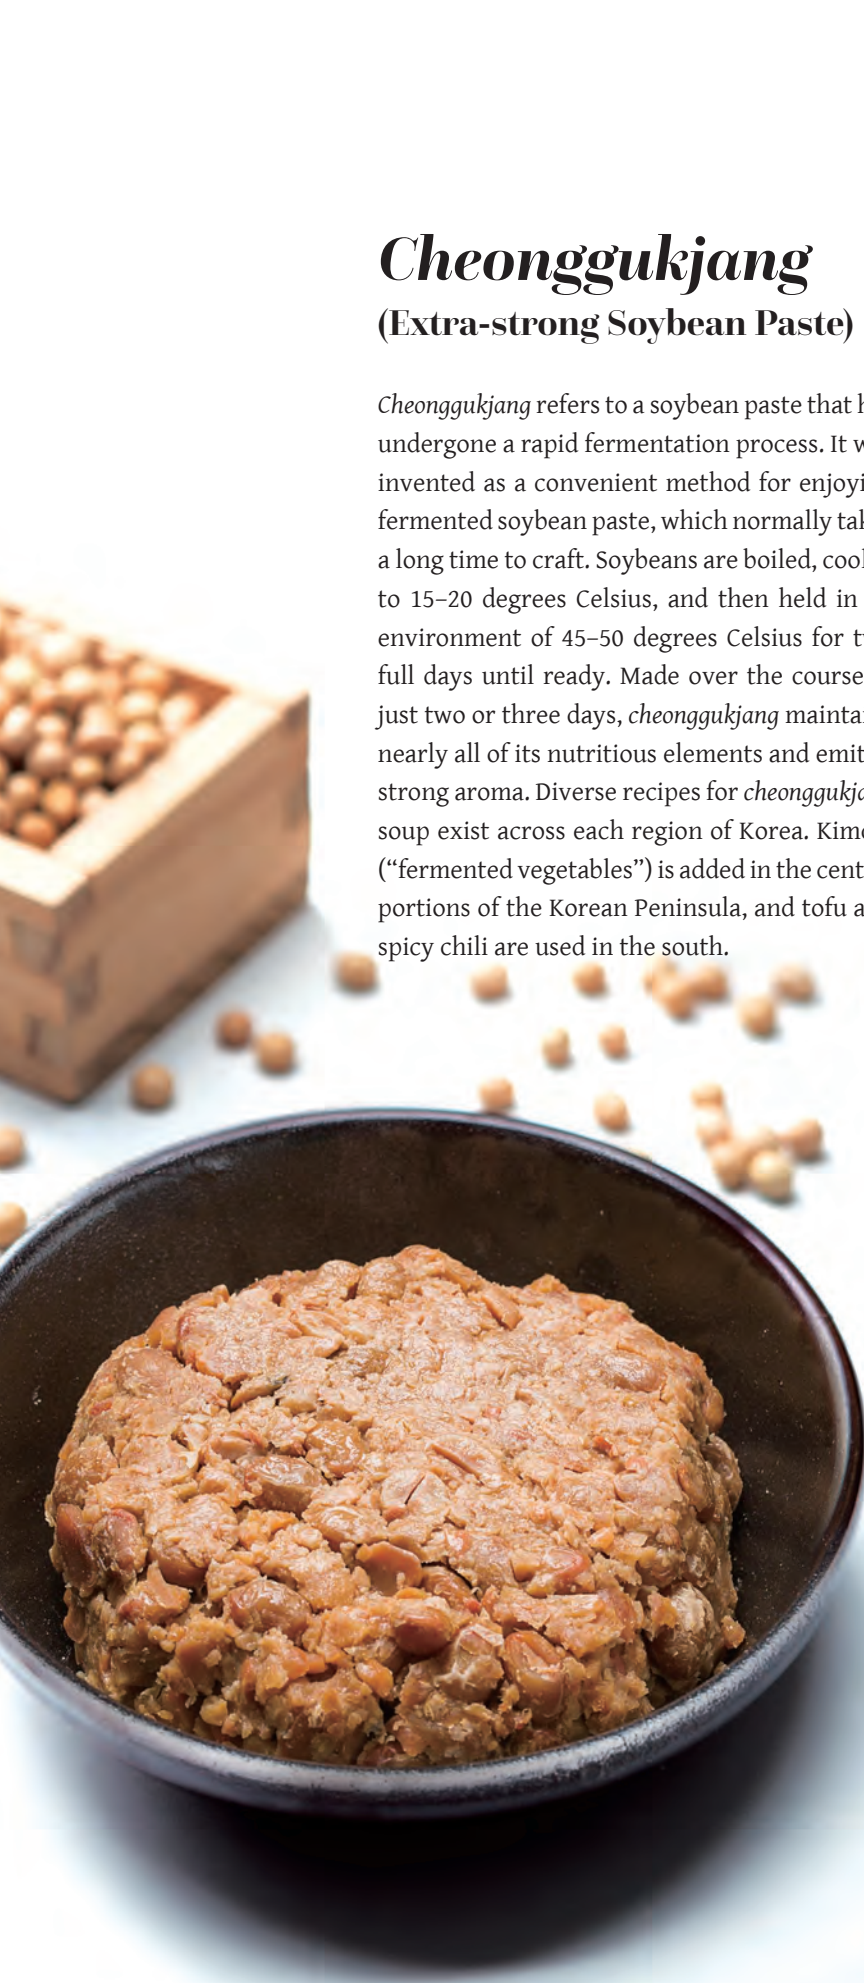 Cheonggukjang
(Extra-strong Soybean Paste)
Cheonggukjang refers to a soybean paste that
undergone a rapid fermentation process. It
invented as a convenient method for
fermented soybean paste, which normally
a long time to craft. Soybeans are boiled,
to 15–20 degrees Celsius, and then held in
environment of 45–50 degrees Celsius for
full days until ready. Made over the course
just two or three days, cheonggukjang
nearly all of its nutritious elements and
strong aroma. Diverse recipes for
soup exist across each region of Korea.
(“fermented vegetables”) is added in the
portions of the Korean Peninsula, and tofu
spicy chili are used in the south.